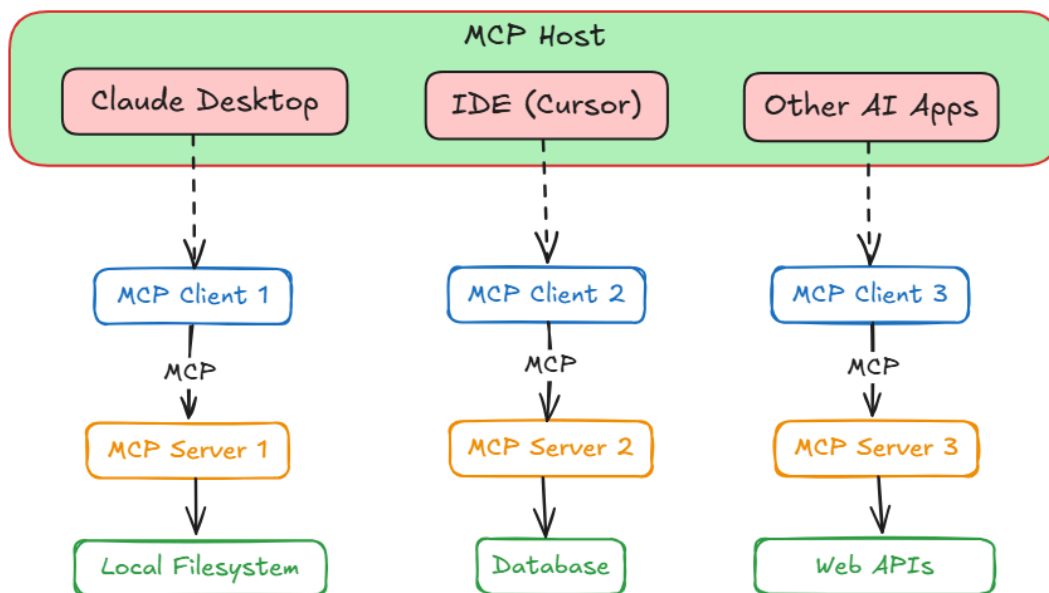 MCP Host
Claude Desktop
IDE (Cursor)
Other AI Apps
MCP Client 1
MCP Client 2
MCP Client 3
MCP
MCP
MCP
MCP Server 1
MCP Server 2
MCP Server 3
Local Filesystem
Database
Web APIs